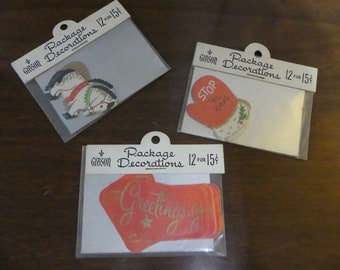 GIBSON
Package
Decorations
12 FOR 15¢
GIBSON
Package
Decorations
12 FOR 15¢
STOP
XMAS
GIBSON
Package
Decorations
12 FOR 15¢
Greetings